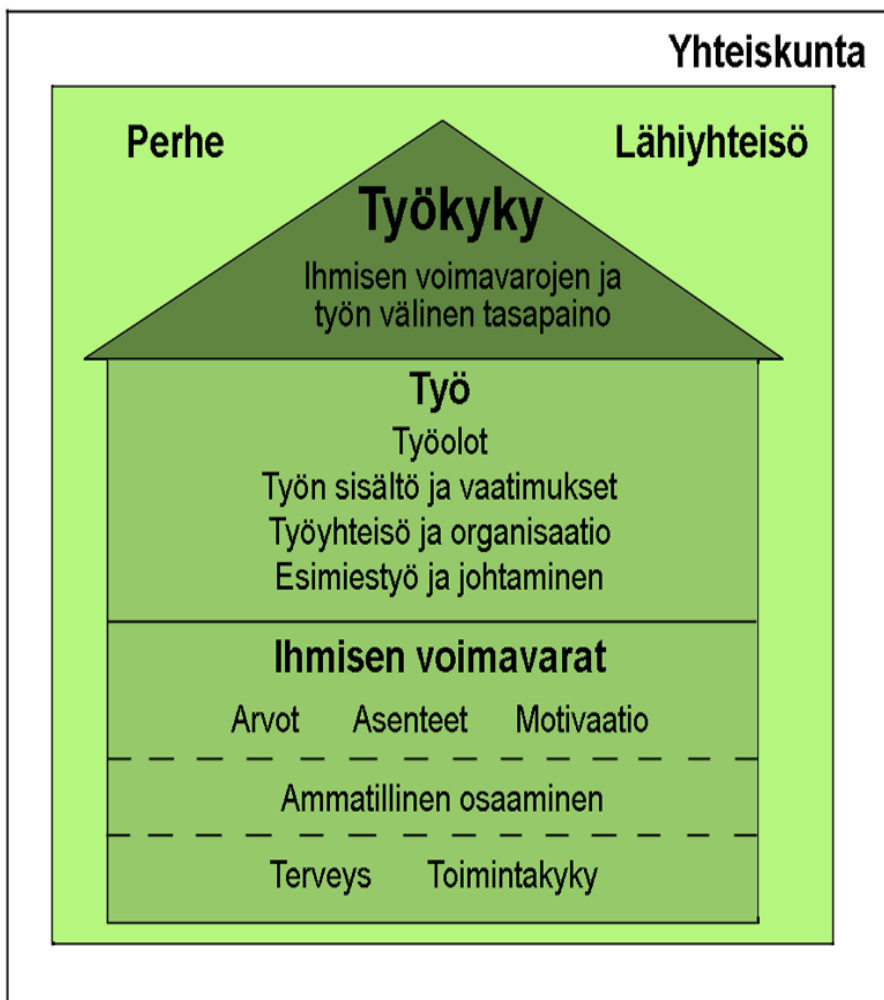 Yhteiskunta
Perhe Lähiyhteisö
Työkyky
Ihmisen voimavarojen ja
työn välinen tasapaino
Työ
Työolot
Työn sisältö ja vaatimukset
Työyhteisö ja organisaatio
Esimiestyö ja johtaminen
Ihmisen voimavarat
Arvot Asenteet Motivaatio
Ammatillinen osaaminen
Terveys Toimintakyky